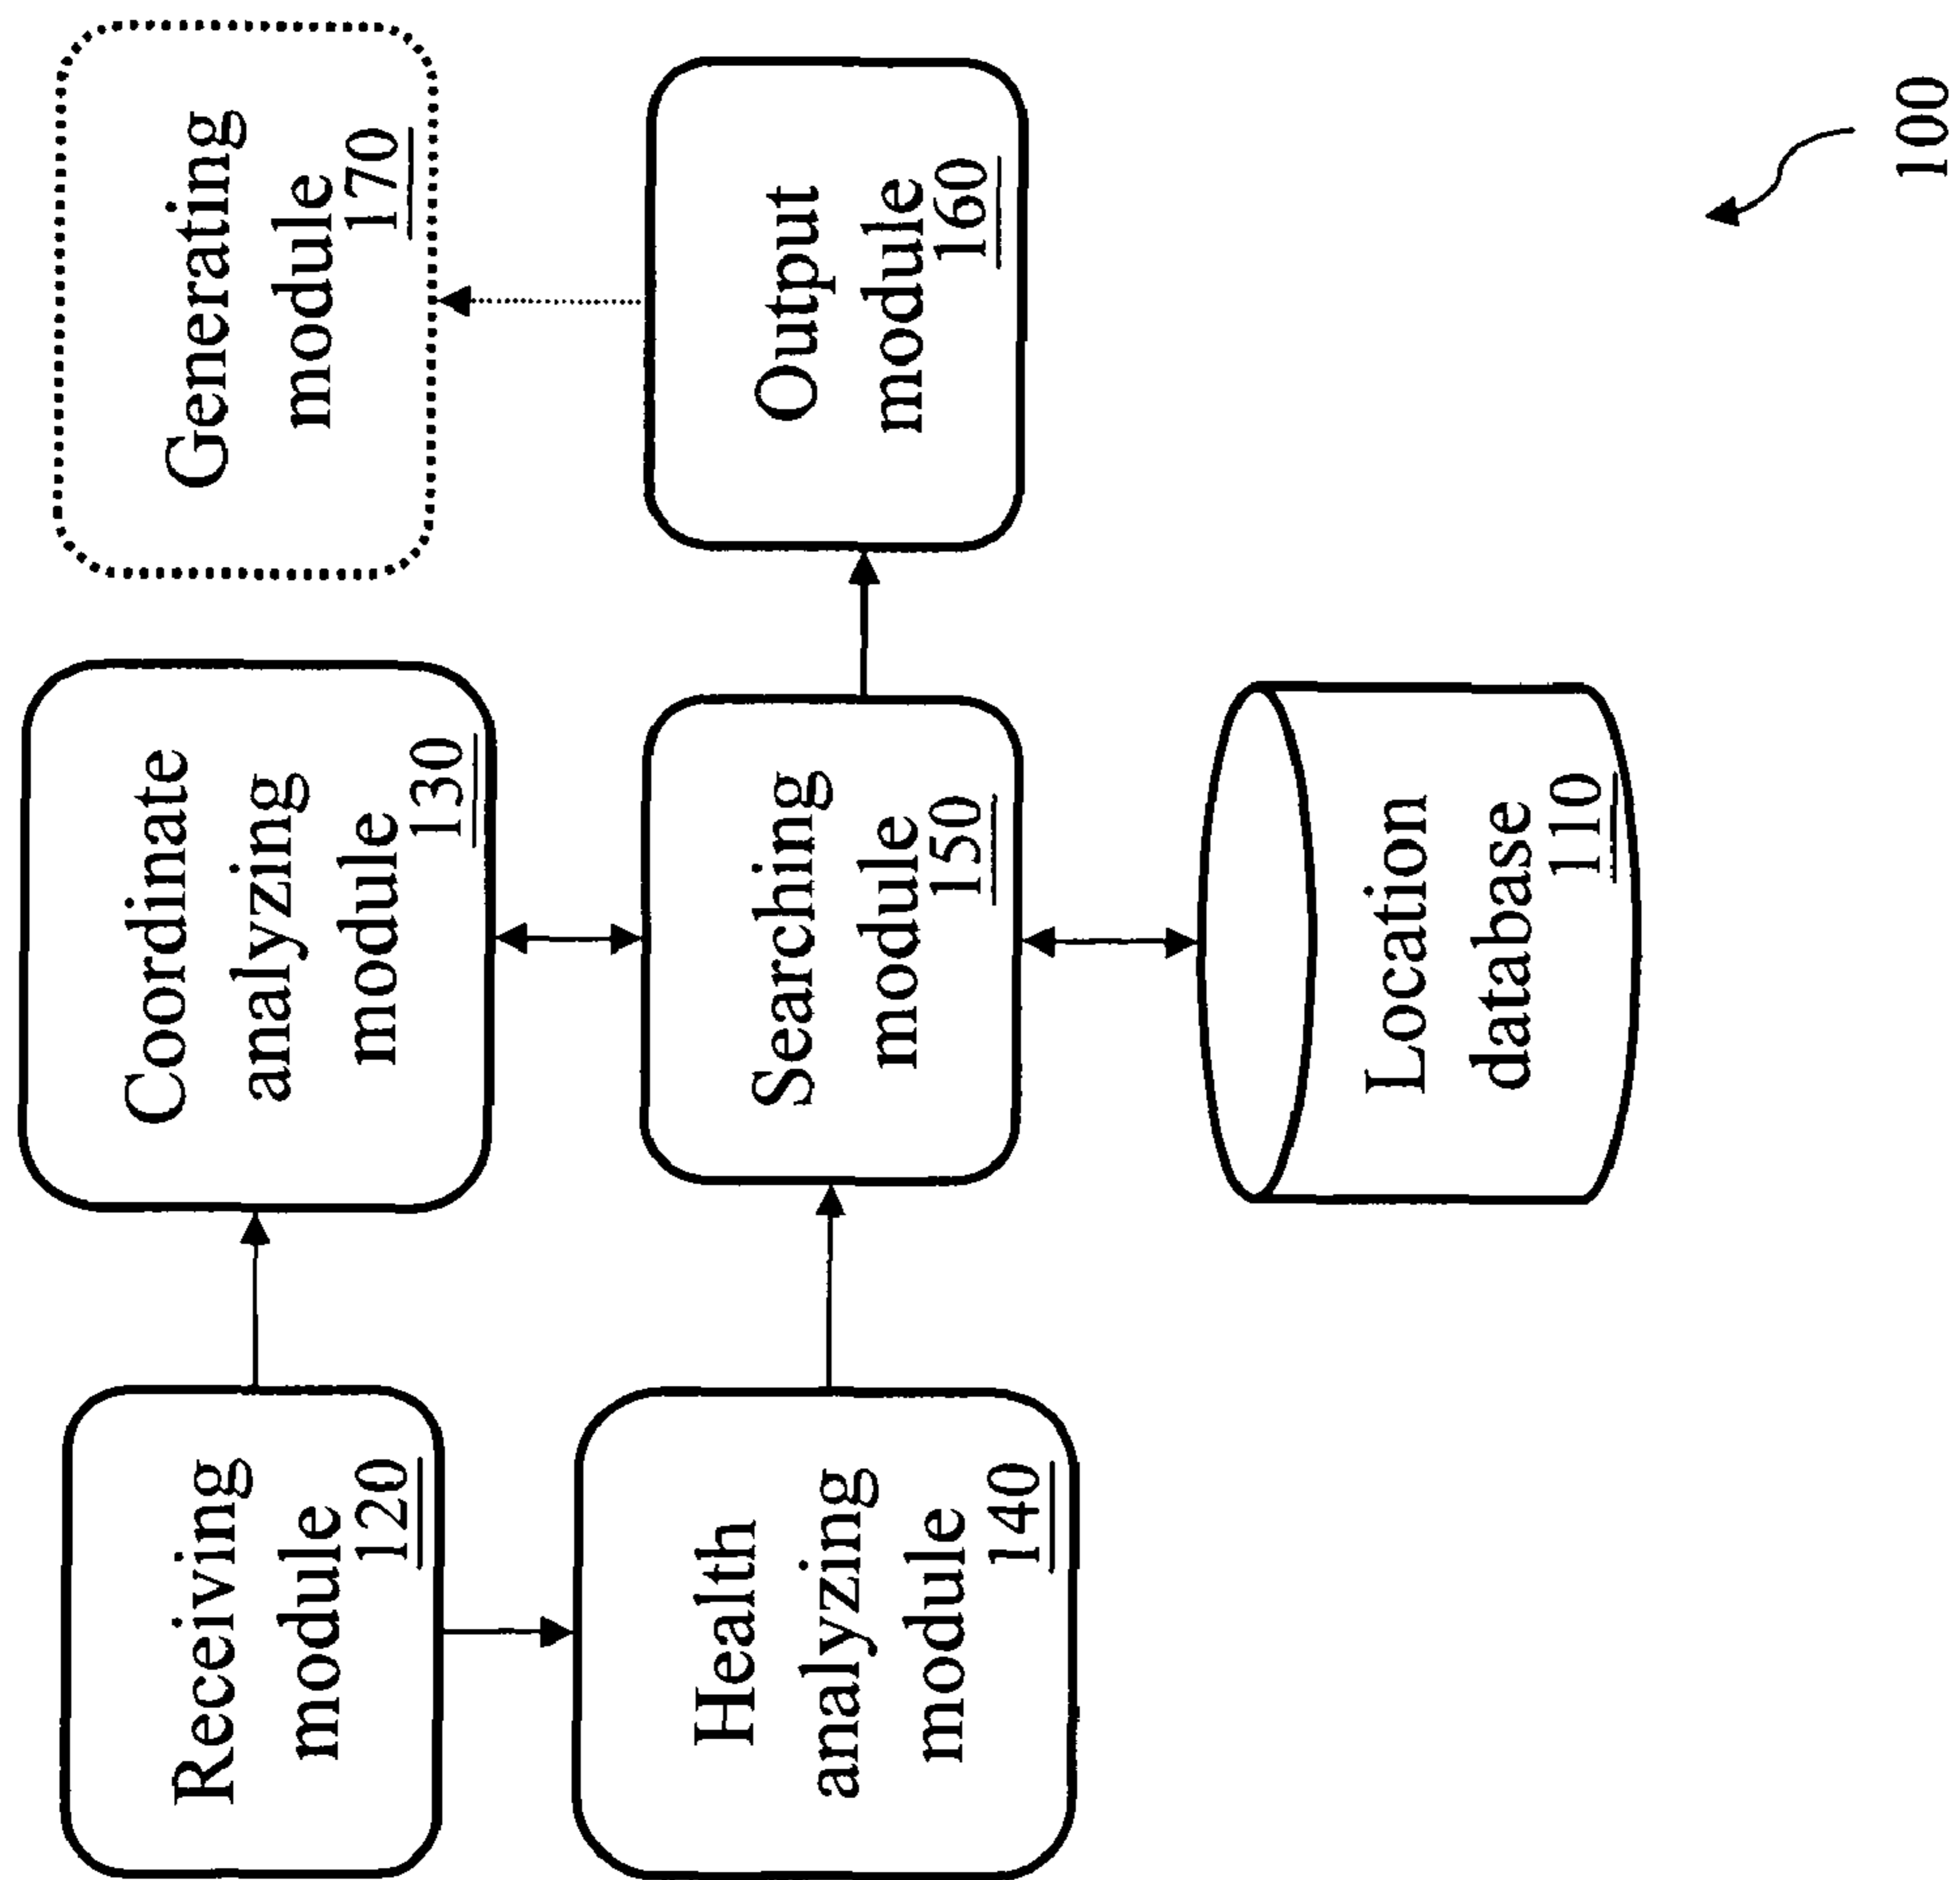 Receiving
module
120
Coordinate
analyzing
module
130
Generating
module
170
Health
analyzing
module
140
Searching
module
150
Output
module
160
Location
database
110
100